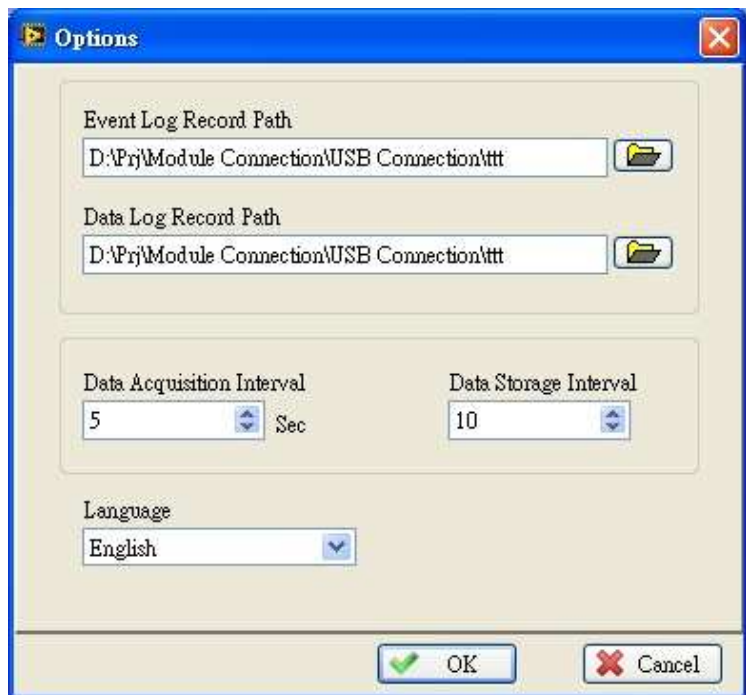 Options
Event Log Record Path
D:\Prj\Module Connection\USB Connection\ttt
Data Log Record Path
D:\Prj\Module Connection\USB Connection\ttt
Data Acquisition Interval
5
Sec
Data Storage Interval
10
Language
English
OK
Cancel